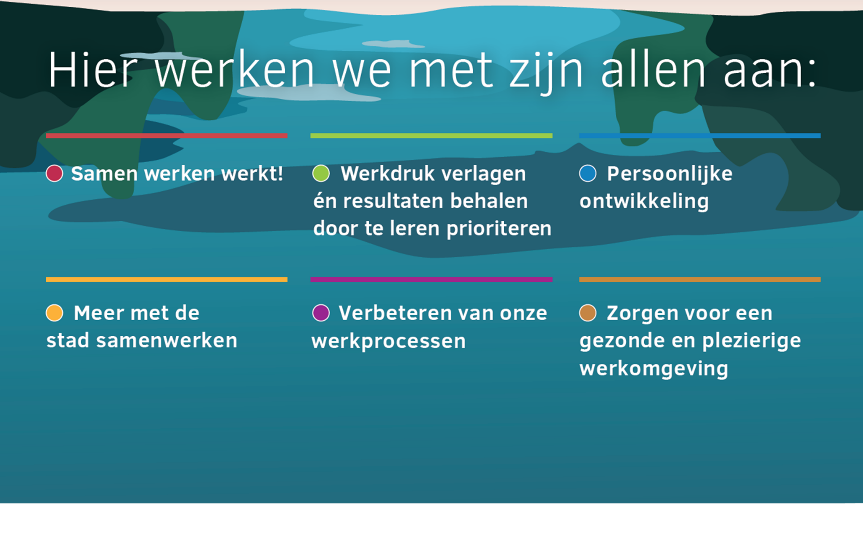 Hier werken we met zijn allen aan:
Samen werken werkt!
Werkdruk verlagen
én resultaten behalen
door te leren prioriteren
Persoonlijke
ontwikkeling
Meer met de
stad samenwerken
Verbeteren van onze
werkprocessen
Zorgen voor een
gezonde en plezierige
werkomgeving